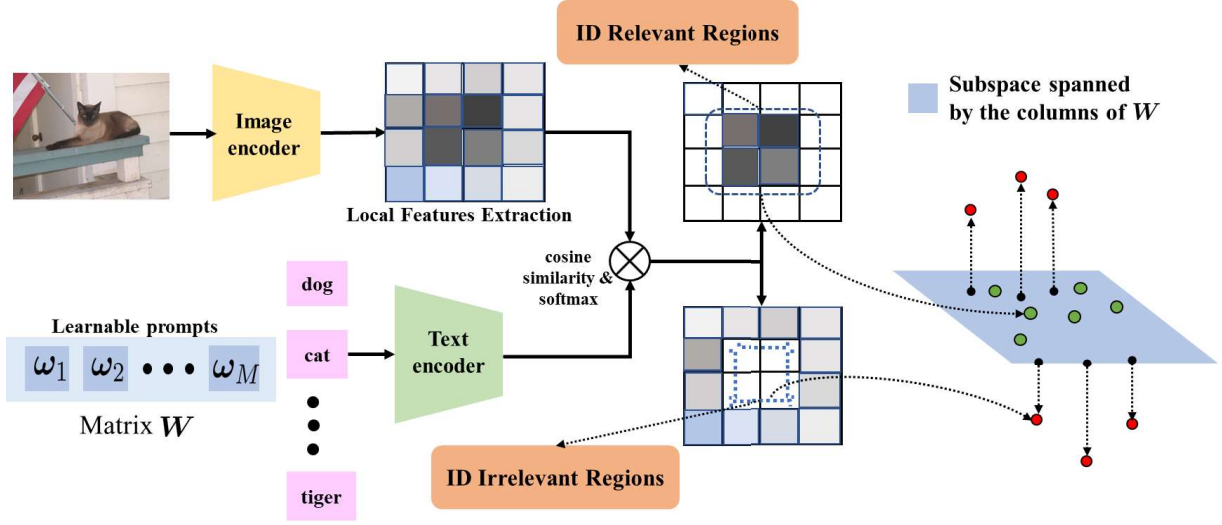 ID Relevant Regions
Image
encoder
Local Features Extraction
Subspace spanned
by the columns of W
cosine
similarity &
softmax
dog
Learnable prompts
ω1 ω2 • • • ωM
Matrix W
cat
Text
encoder
tiger
ID Irrelevant Regions